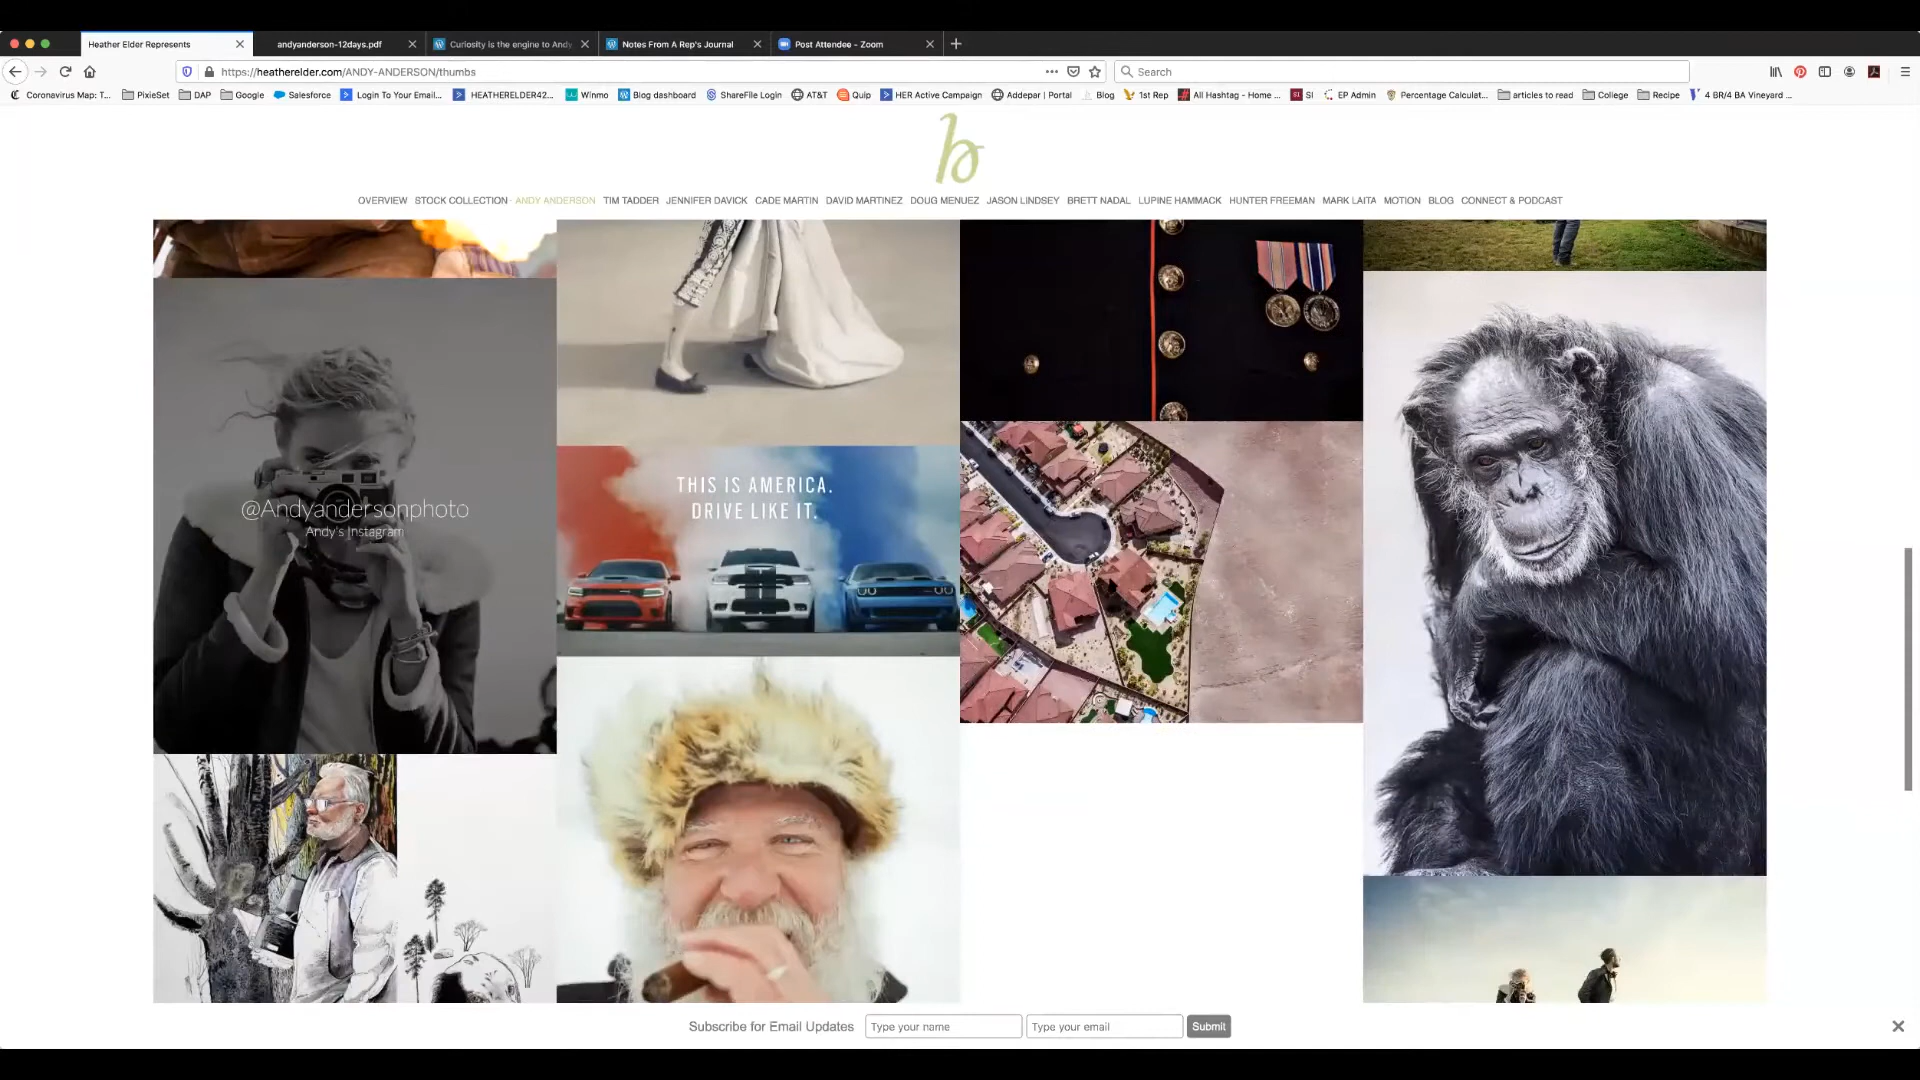 Heather Elder Represents
andyanderson-12days.pdf
Curiosity is the engine to Andy
Notes From A Rep's Journal
Post Attendee - Zoom
https://heatherelder.com/ANDY-ANDERSON/thumbs
Search
Coronavirus Map: T... PixieSet DAP Google Salesforce Login To Your Email... HEATHERELDER42... Winmo Blog dashboard ShareFile Login AT&T Quip HER Active Campaign Addepar | Portal Blog 1st Rep All Hashtag - Home ... SI EP Admin Percentage Calculat... articles to read College Recipe 4 BR/4 BA Vineyard ...
b
OVERVIEW STOCK COLLECTION ANDY ANDERSON TIM TADDER JENNIFER DAVICK CADE MARTIN DAVID MARTINEZ DOUG MENUEZ JASON LINDSEY BRETT NADAL LUPINE HAMMACK HUNTER FREEMAN MARK LAITA MOTION BLOG CONNECT & PODCAST
@Andyandersonphoto
Andy's Instagram
THIS IS AMERICA.
DRIVE LIKE IT.
Subscribe for Email Updates Type your name Type your email Submit